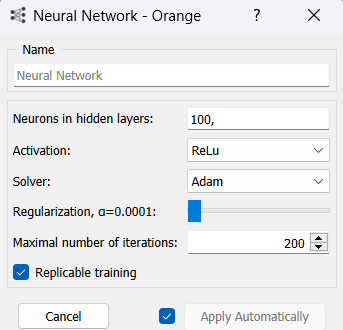 Neural Network - Orange ?
Name
Neural Network
Neurons in hidden layers: 100,
Activation: ReLu
Solver: Adam
Regularization, α=0.0001:
Maximal number of iterations: 200
Replicable training
Cancel Apply Automatically